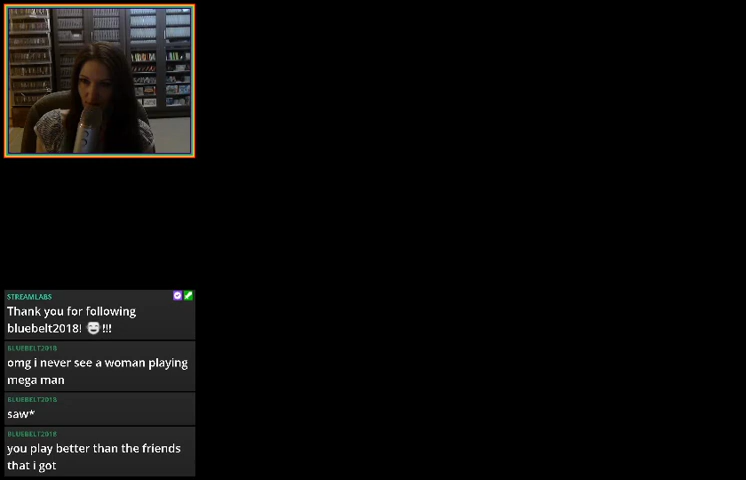 STREAMLABS
Thank you for following
bluebelt2018! !!!
BLUEBELT2018
omg i never see a woman playing
mega man
BLUEBELT2018
saw*
BLUEBELT2018
you play better than the friends
that i got